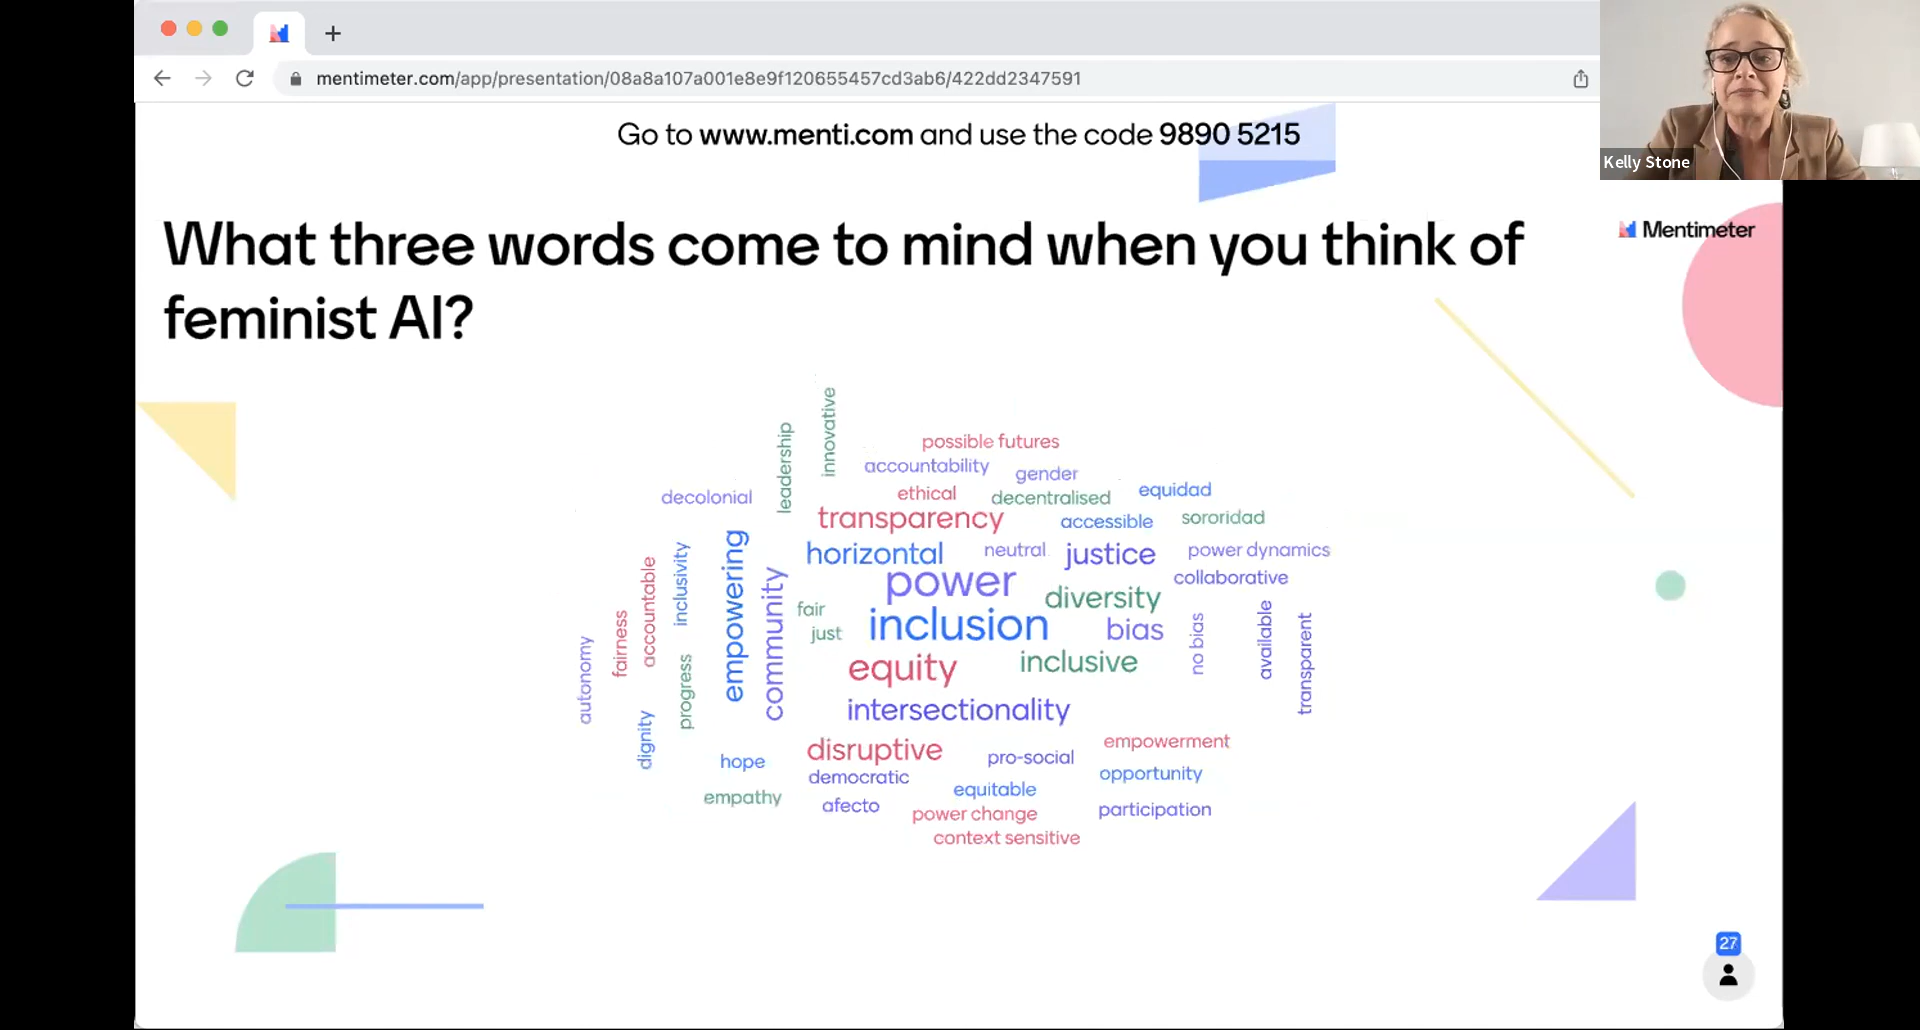 mentimeter.com/app/presentation/08a8a107a001e8e9f120655457cd3ab6/422dd2347591
Kelly Stone
Go to www.menti.com and use the code 9890 5215
Mentimeter
What three words come to mind when you think of
feminist AI?
innovative
leadership
possible futures
accountability
gender
decolonial
ethical
decentralised
equidad
transparency
accessible
sororidad
horizontal
neutral
justice
power dynamics
empowering
inclusivity
accountable
community
power
collaborative
diversity
fair
just
inclusion
bias
no bias
available
transparent
fairness
autonomy
progress
equity
inclusive
intersectionality
dignity
disruptive
pro-social
empowerment
hope
democratic
opportunity
equitable
empathy
afecto
power change
participation
context sensitive
27